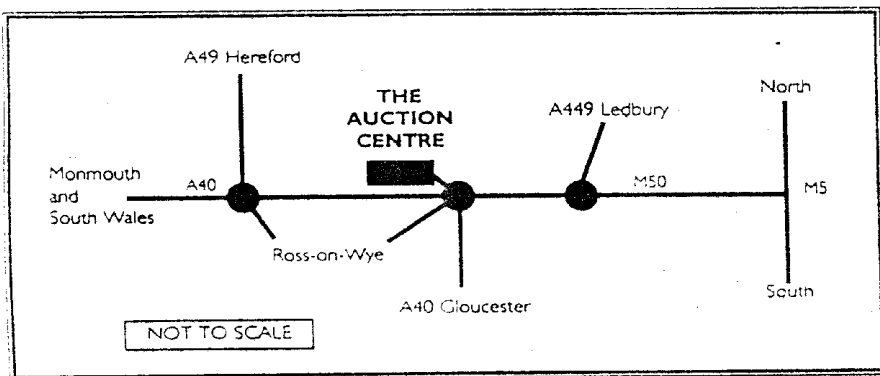 A49 Hereford
THE
AUCTION
CENTRE
A449 Ledbury
North
Monmouth
and
South Wales
A40
M50
M5
Ross-on-Wye
A40 Gloucester
South
NOT TO SCALE